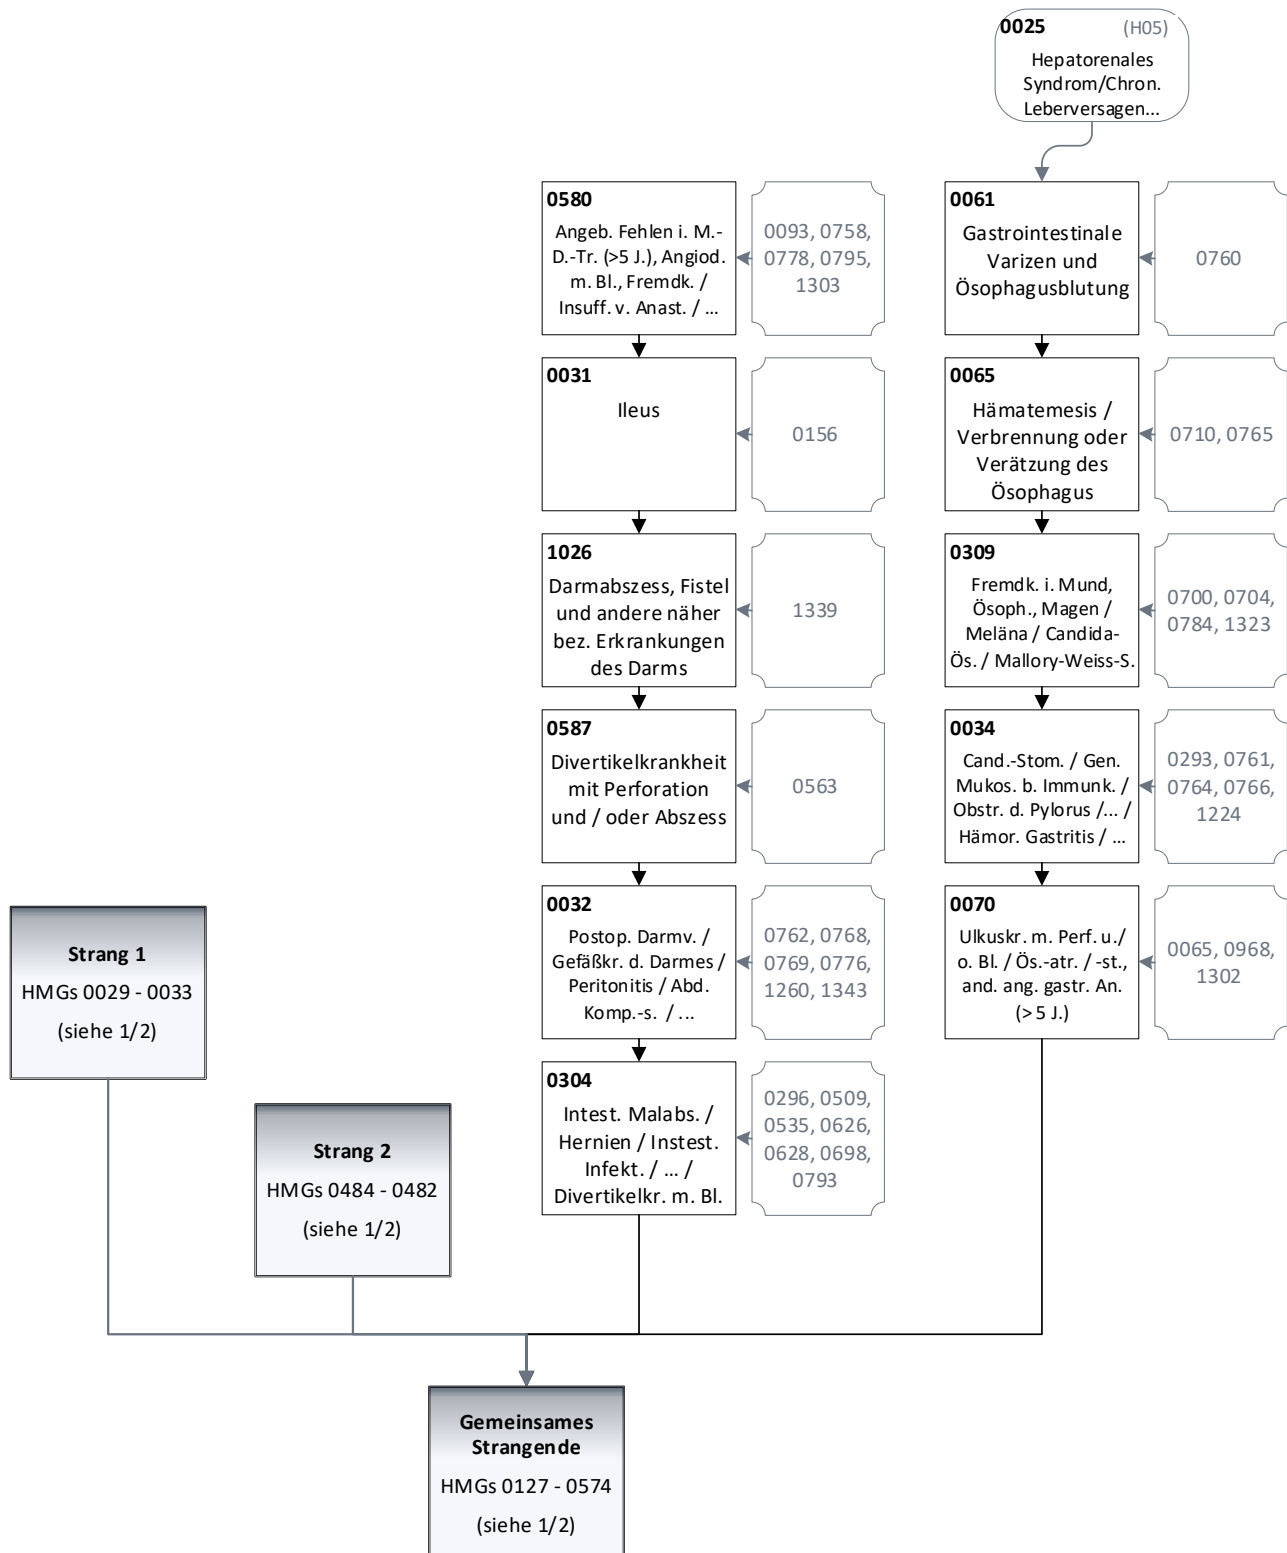 0025 (H05)
Hepatorenales
Syndrom/Chron.
Leberversagen...
0580
Angeb. Fehlen i. M.-
D.-Tr. (>5 J.), Angiod.
m. Bl., Fremdk. /
Insuff. v. Anast. / ...
0093, 0758,
0778, 0795,
1303
0061
Gastrointestinale
Varizen und
Ösophagusblutung
0760
0031
Ileus
0156
0065
Hämatemesis /
Verbrennung oder
Verätzung des
Ösophagus
0710, 0765
1026
Darmabszess, Fistel
und andere näher
bez. Erkrankungen
des Darms
1339
0309
Fremdk. i. Mund,
Ösoph., Magen /
Meläna / Candida-
Ös. / Mallory-Weiss-S.
0700, 0704,
0784, 1323
0587
Divertikelkrankheit
mit Perforation
und / oder Abszess
0563
0034
Cand.-Stom. / Gen.
Mukos. b. Immunk. /
Obstr. d. Pylorus /... /
Hämor. Gastritis / ...
0293, 0761,
0764, 0766,
1224
0032
Postop. Darmv. /
Gefäßkr. d. Darmes /
Peritonitis / Abd.
Komp.-s. / ...
0762, 0768,
0769, 0776,
1260, 1343
0070
Ulkuskr. m. Perf. u./
o. Bl. / Ös.-atr. / -st.,
and. ang. gastr. An.
(> 5 J.)
0065, 0968,
1302
0304
Intest. Malabs. /
Hernien / Instest.
Infekt. / ... /
Divertikelkr. m. Bl.
0296, 0509,
0535, 0626,
0628, 0698,
0793
Strang 1
HMGs 0029 - 0033
(siehe 1/2)
Strang 2
HMGs 0484 - 0482
(siehe 1/2)
Gemeinsames
Strangende
HMGs 0127 - 0574
(siehe 1/2)